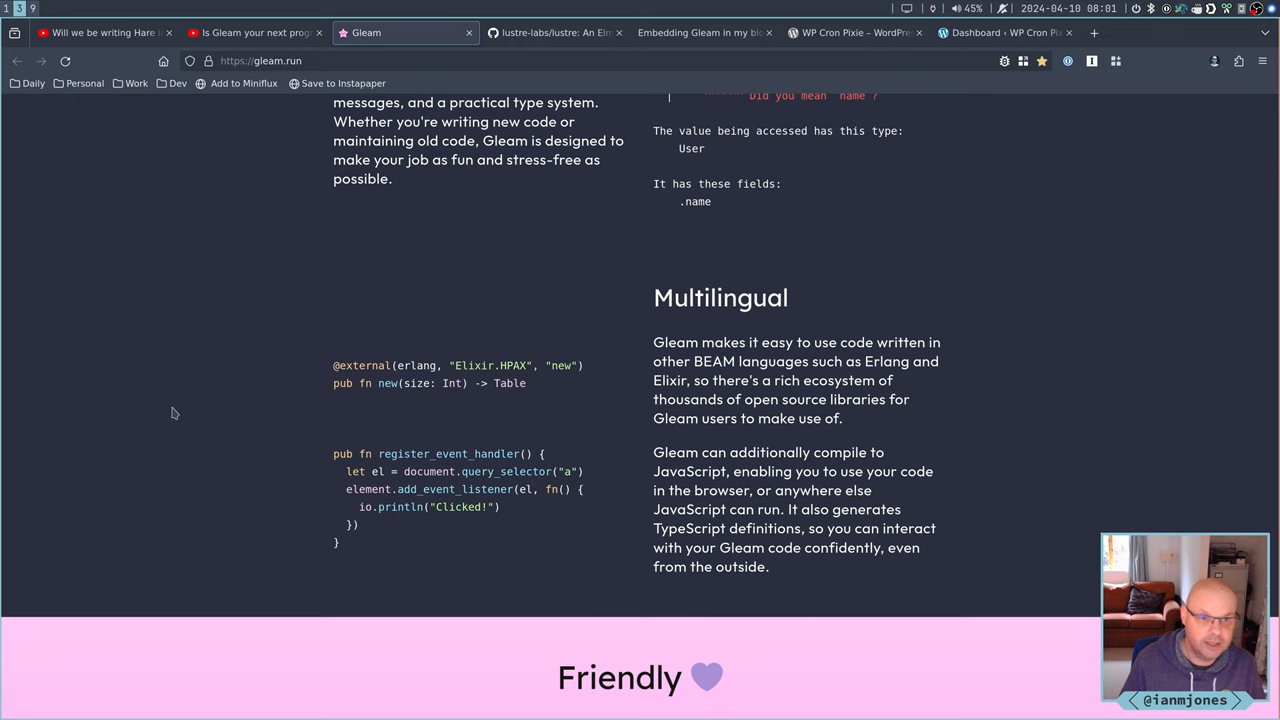 1 3 9
45%
2024-04-10 08:01
Will we be writing Hare i
Is Gleam your next prog
Gleam
lustre-labs/lustre: An Elm
Embedding Gleam in my blo
WP Cron Pixie – WordPres
Dashboard ‹ WP Cron Pix
https://gleam.run
Daily
Personal
Work
Dev
Add to Miniflux
Save to Instapaper
messages, and a practical type system.
Whether you're writing new code or
maintaining old code, Gleam is designed to
make your job as fun and stress-free as
possible.
Did you mean `name`?
The value being accessed has this type:
User
It has these fields:
.name
@external(erlang, "Elixir.HPAX", "new")
pub fn new(size: Int) -> Table
pub fn register_event_handler() {
let el = document.query_selector("a")
element.add_event_listener(el, fn() {
io.println("Clicked!")
})
}
Multilingual
Gleam makes it easy to use code written in
other BEAM languages such as Erlang and
Elixir, so there's a rich ecosystem of
thousands of open source libraries for
Gleam users to make use of.
Gleam can additionally compile to
JavaScript, enabling you to use your code
in the browser, or anywhere else
JavaScript can run. It also generates
TypeScript definitions, so you can interact
with your Gleam code confidently, even
from the outside.
Friendly
@ianmjones